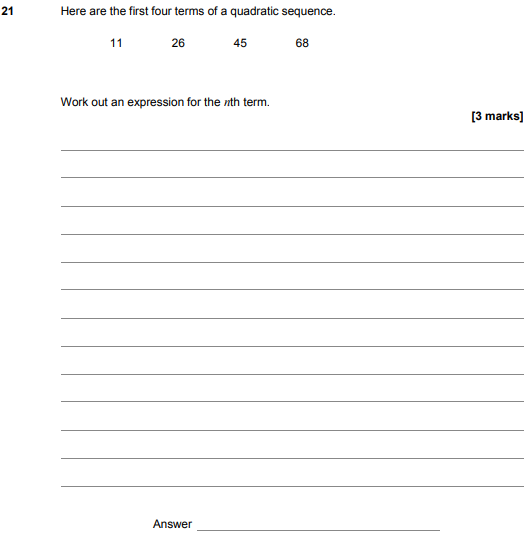 21 Here are the first four terms of a quadratic sequence.
11 26 45 68
Work out an expression for the nth term.
[3 marks]
Answer